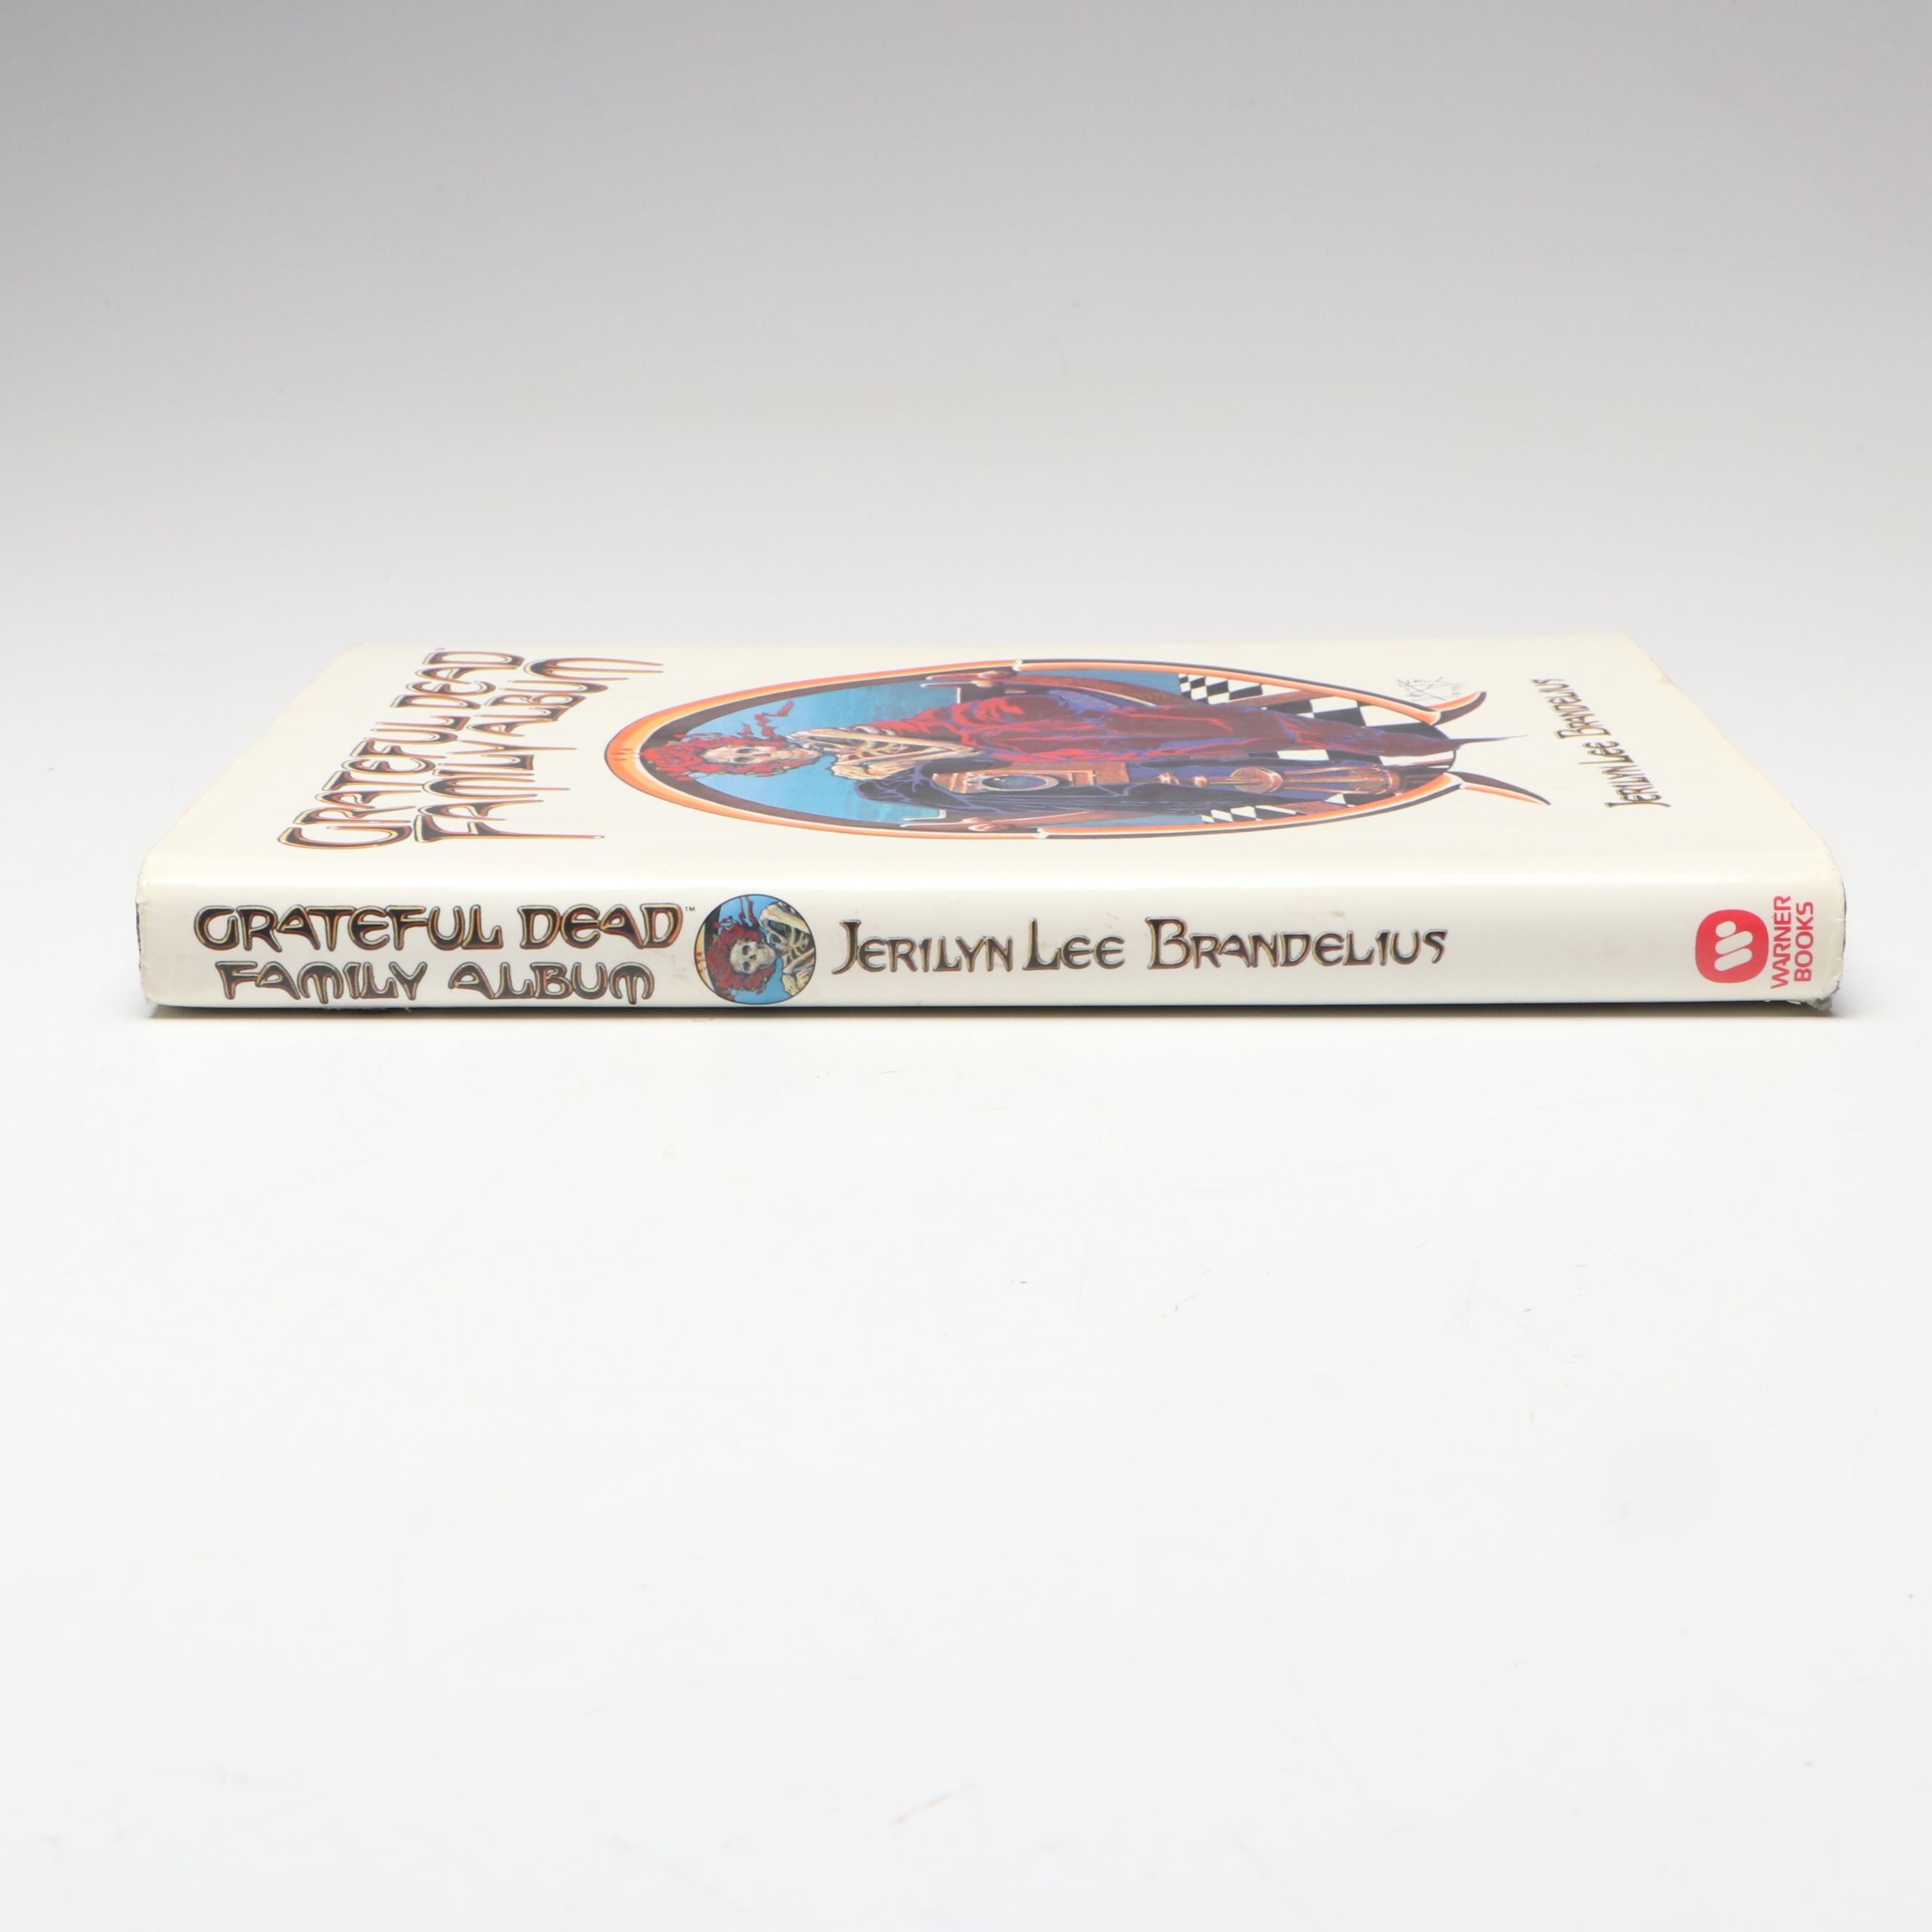 GRATEFUL DEAD
FAMILY ALBUM
JERILYN LEE BRANDELIUS
GRATEFUL DEAD™
FAMILY ALBUM
JERILYN LEE BRANDELIUS
WARNER
BOOKS